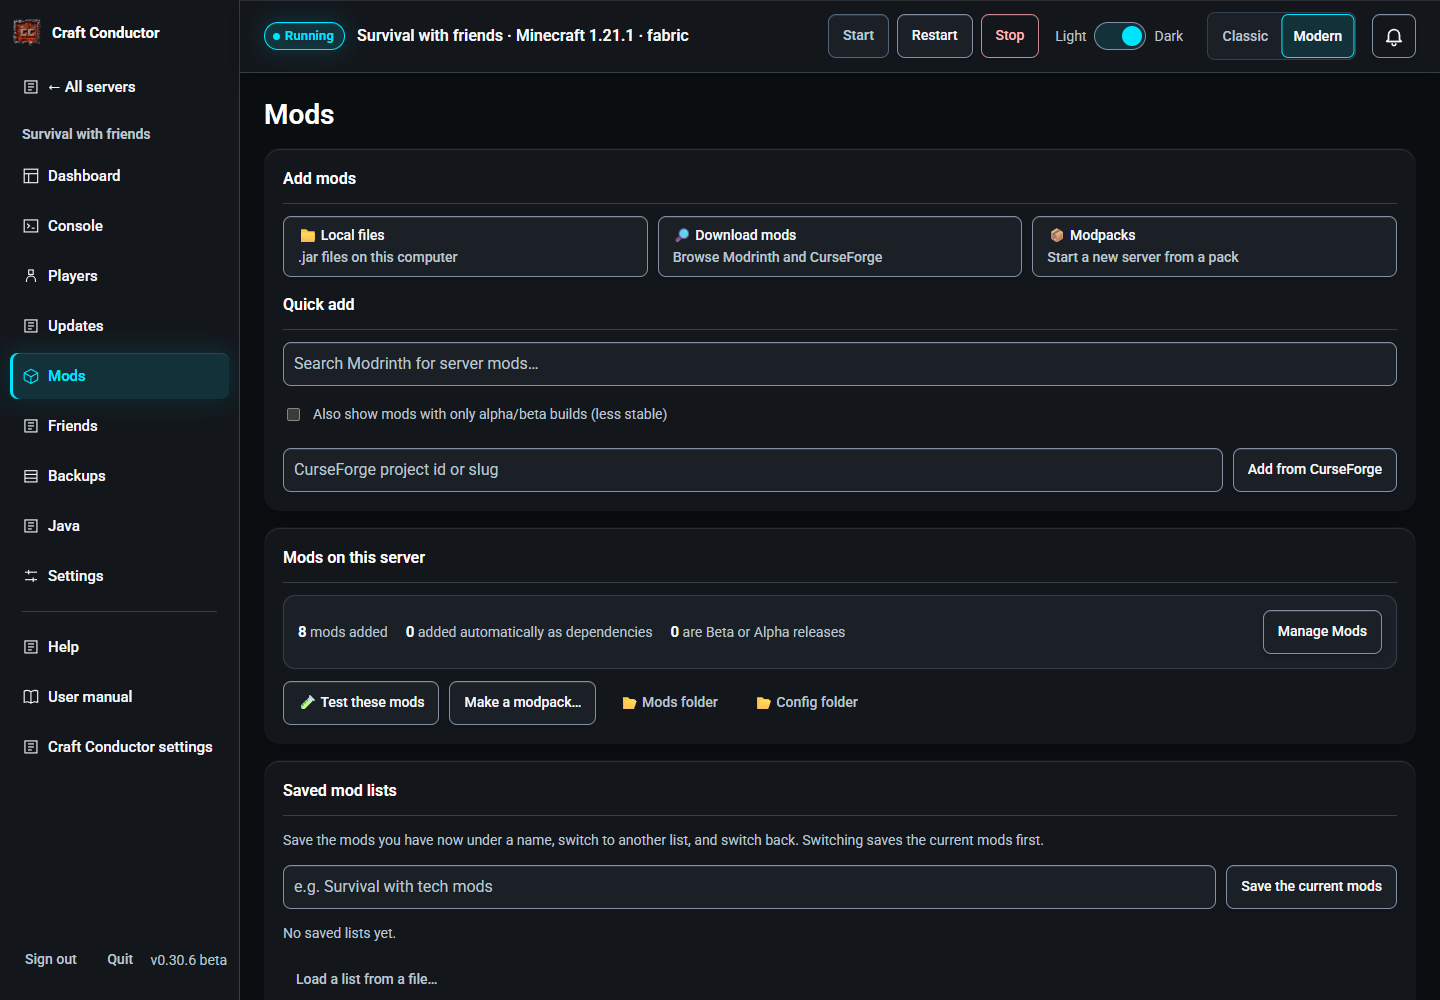 Craft Conductor
← All servers
Survival with friends
Dashboard
Console
Players
Updates
Mods
Friends
Backups
Java
Settings
Help
User manual
Craft Conductor settings
Sign out Quit v0.30.6 beta
Running Survival with friends · Minecraft 1.21.1 · fabric Start Restart Stop Light Dark Classic Modern
Mods
Add mods
Local files
.jar files on this computer
Download mods
Browse Modrinth and CurseForge
Modpacks
Start a new server from a pack
Quick add
Search Modrinth for server mods…
Also show mods with only alpha/beta builds (less stable)
CurseForge project id or slug Add from CurseForge
Mods on this server
8 mods added 0 added automatically as dependencies 0 are Beta or Alpha releases Manage Mods
Test these mods Make a modpack… Mods folder Config folder
Saved mod lists
Save the mods you have now under a name, switch to another list, and switch back. Switching saves the current mods first.
e.g. Survival with tech mods Save the current mods
No saved lists yet.
Load a list from a file…